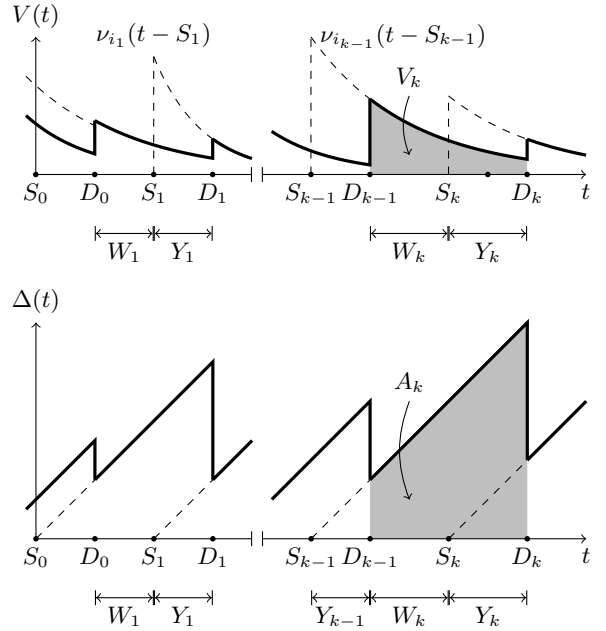 V(t)
ν_{i_1}(t − S_1)
ν_{i_{k−1}}(t − S_{k−1})
V_k
S_0 D_0 S_1 D_1 S_{k−1} D_{k−1} S_k D_k t
W_1 Y_1 W_k Y_k
Δ(t)
A_k
S_0 D_0 S_1 D_1 S_{k−1} D_{k−1} S_k D_k t
W_1 Y_1 Y_{k−1} W_k Y_k